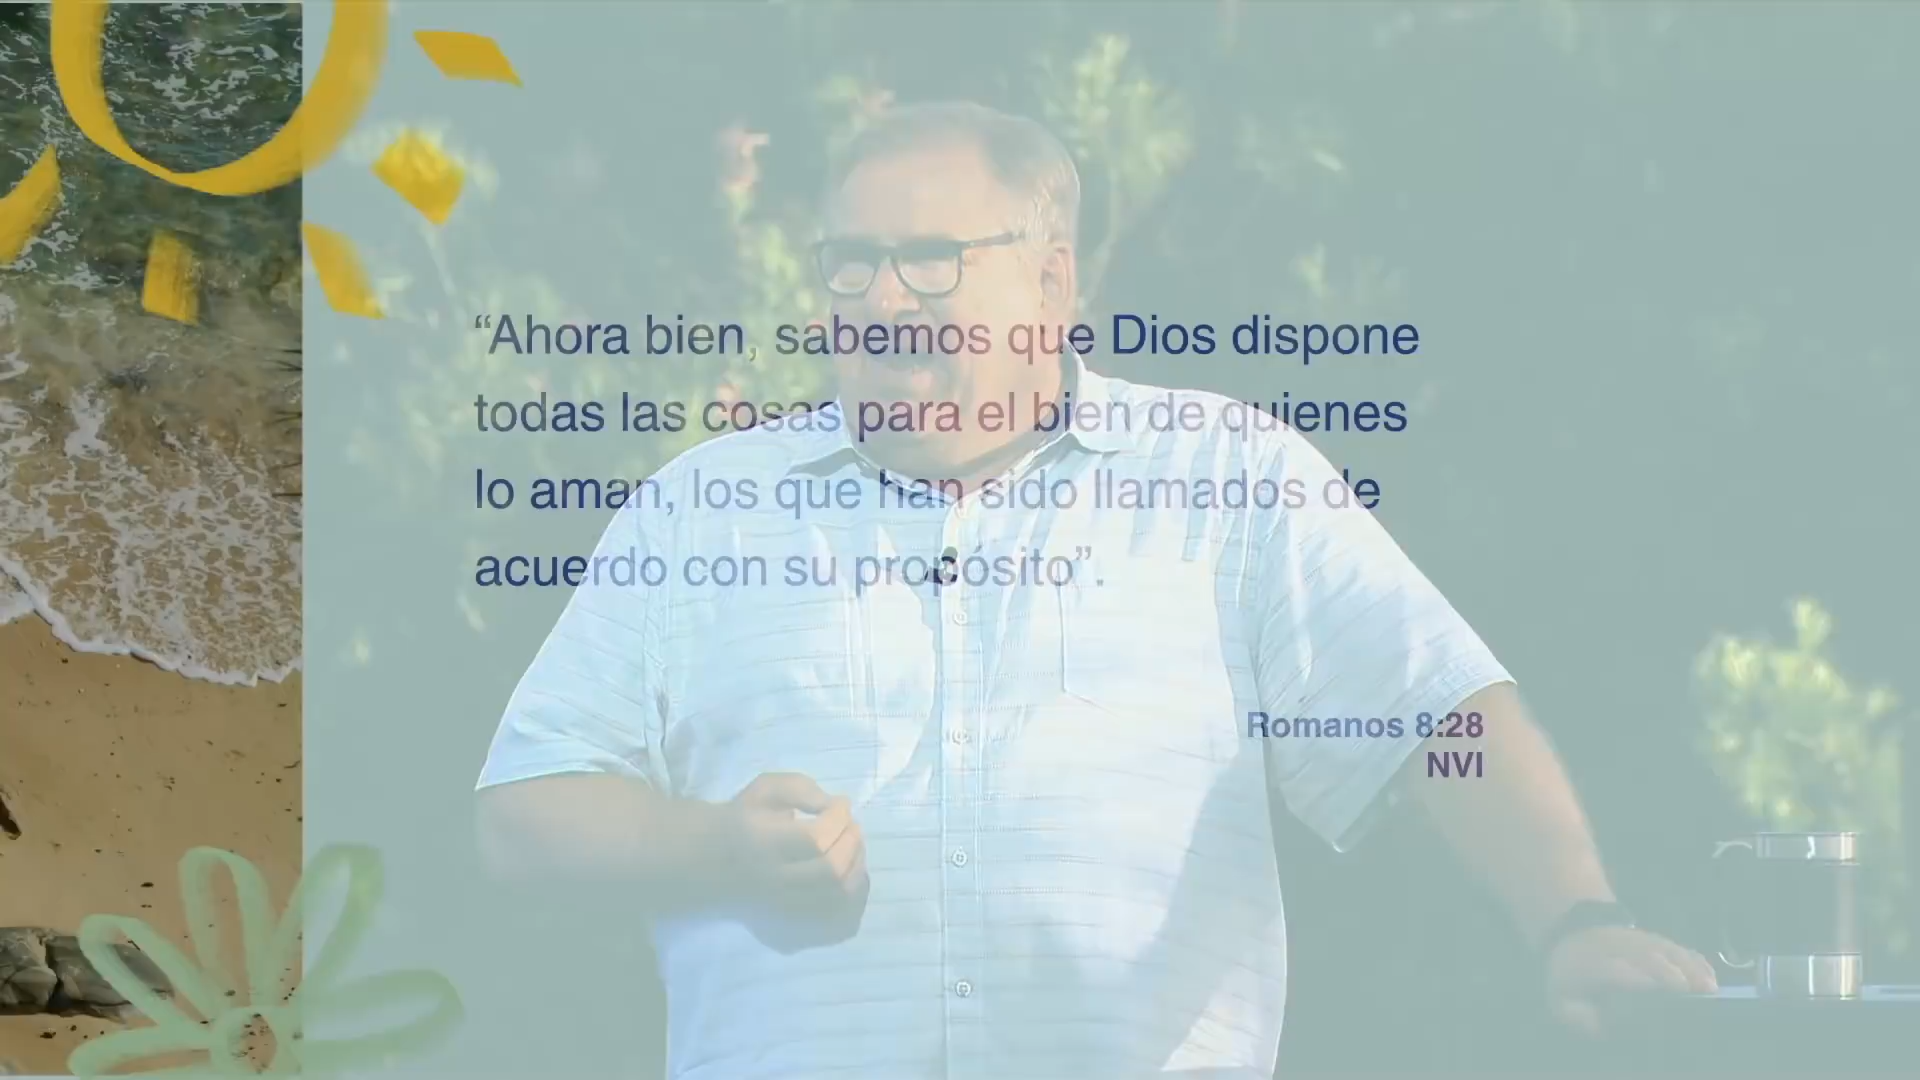 “Ahora bien, sabemos que Dios dispone
todas las cosas para el bien de quienes
lo aman, los que han sido llamados de
acuerdo con su propósito”.
Romanos 8:28
NVI